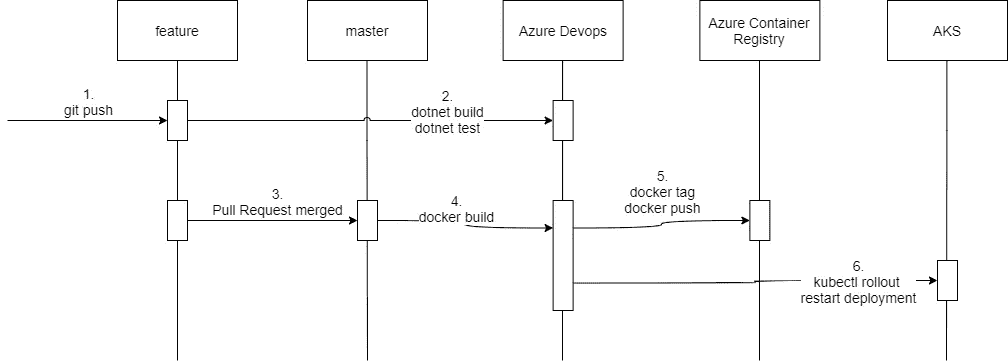 feature
master
Azure Devops
Azure Container
Registry
AKS
1.
git push
2.
dotnet build
dotnet test
3.
Pull Request merged
4.
docker build
5.
docker tag
docker push
6.
kubectl rollout
restart deployment